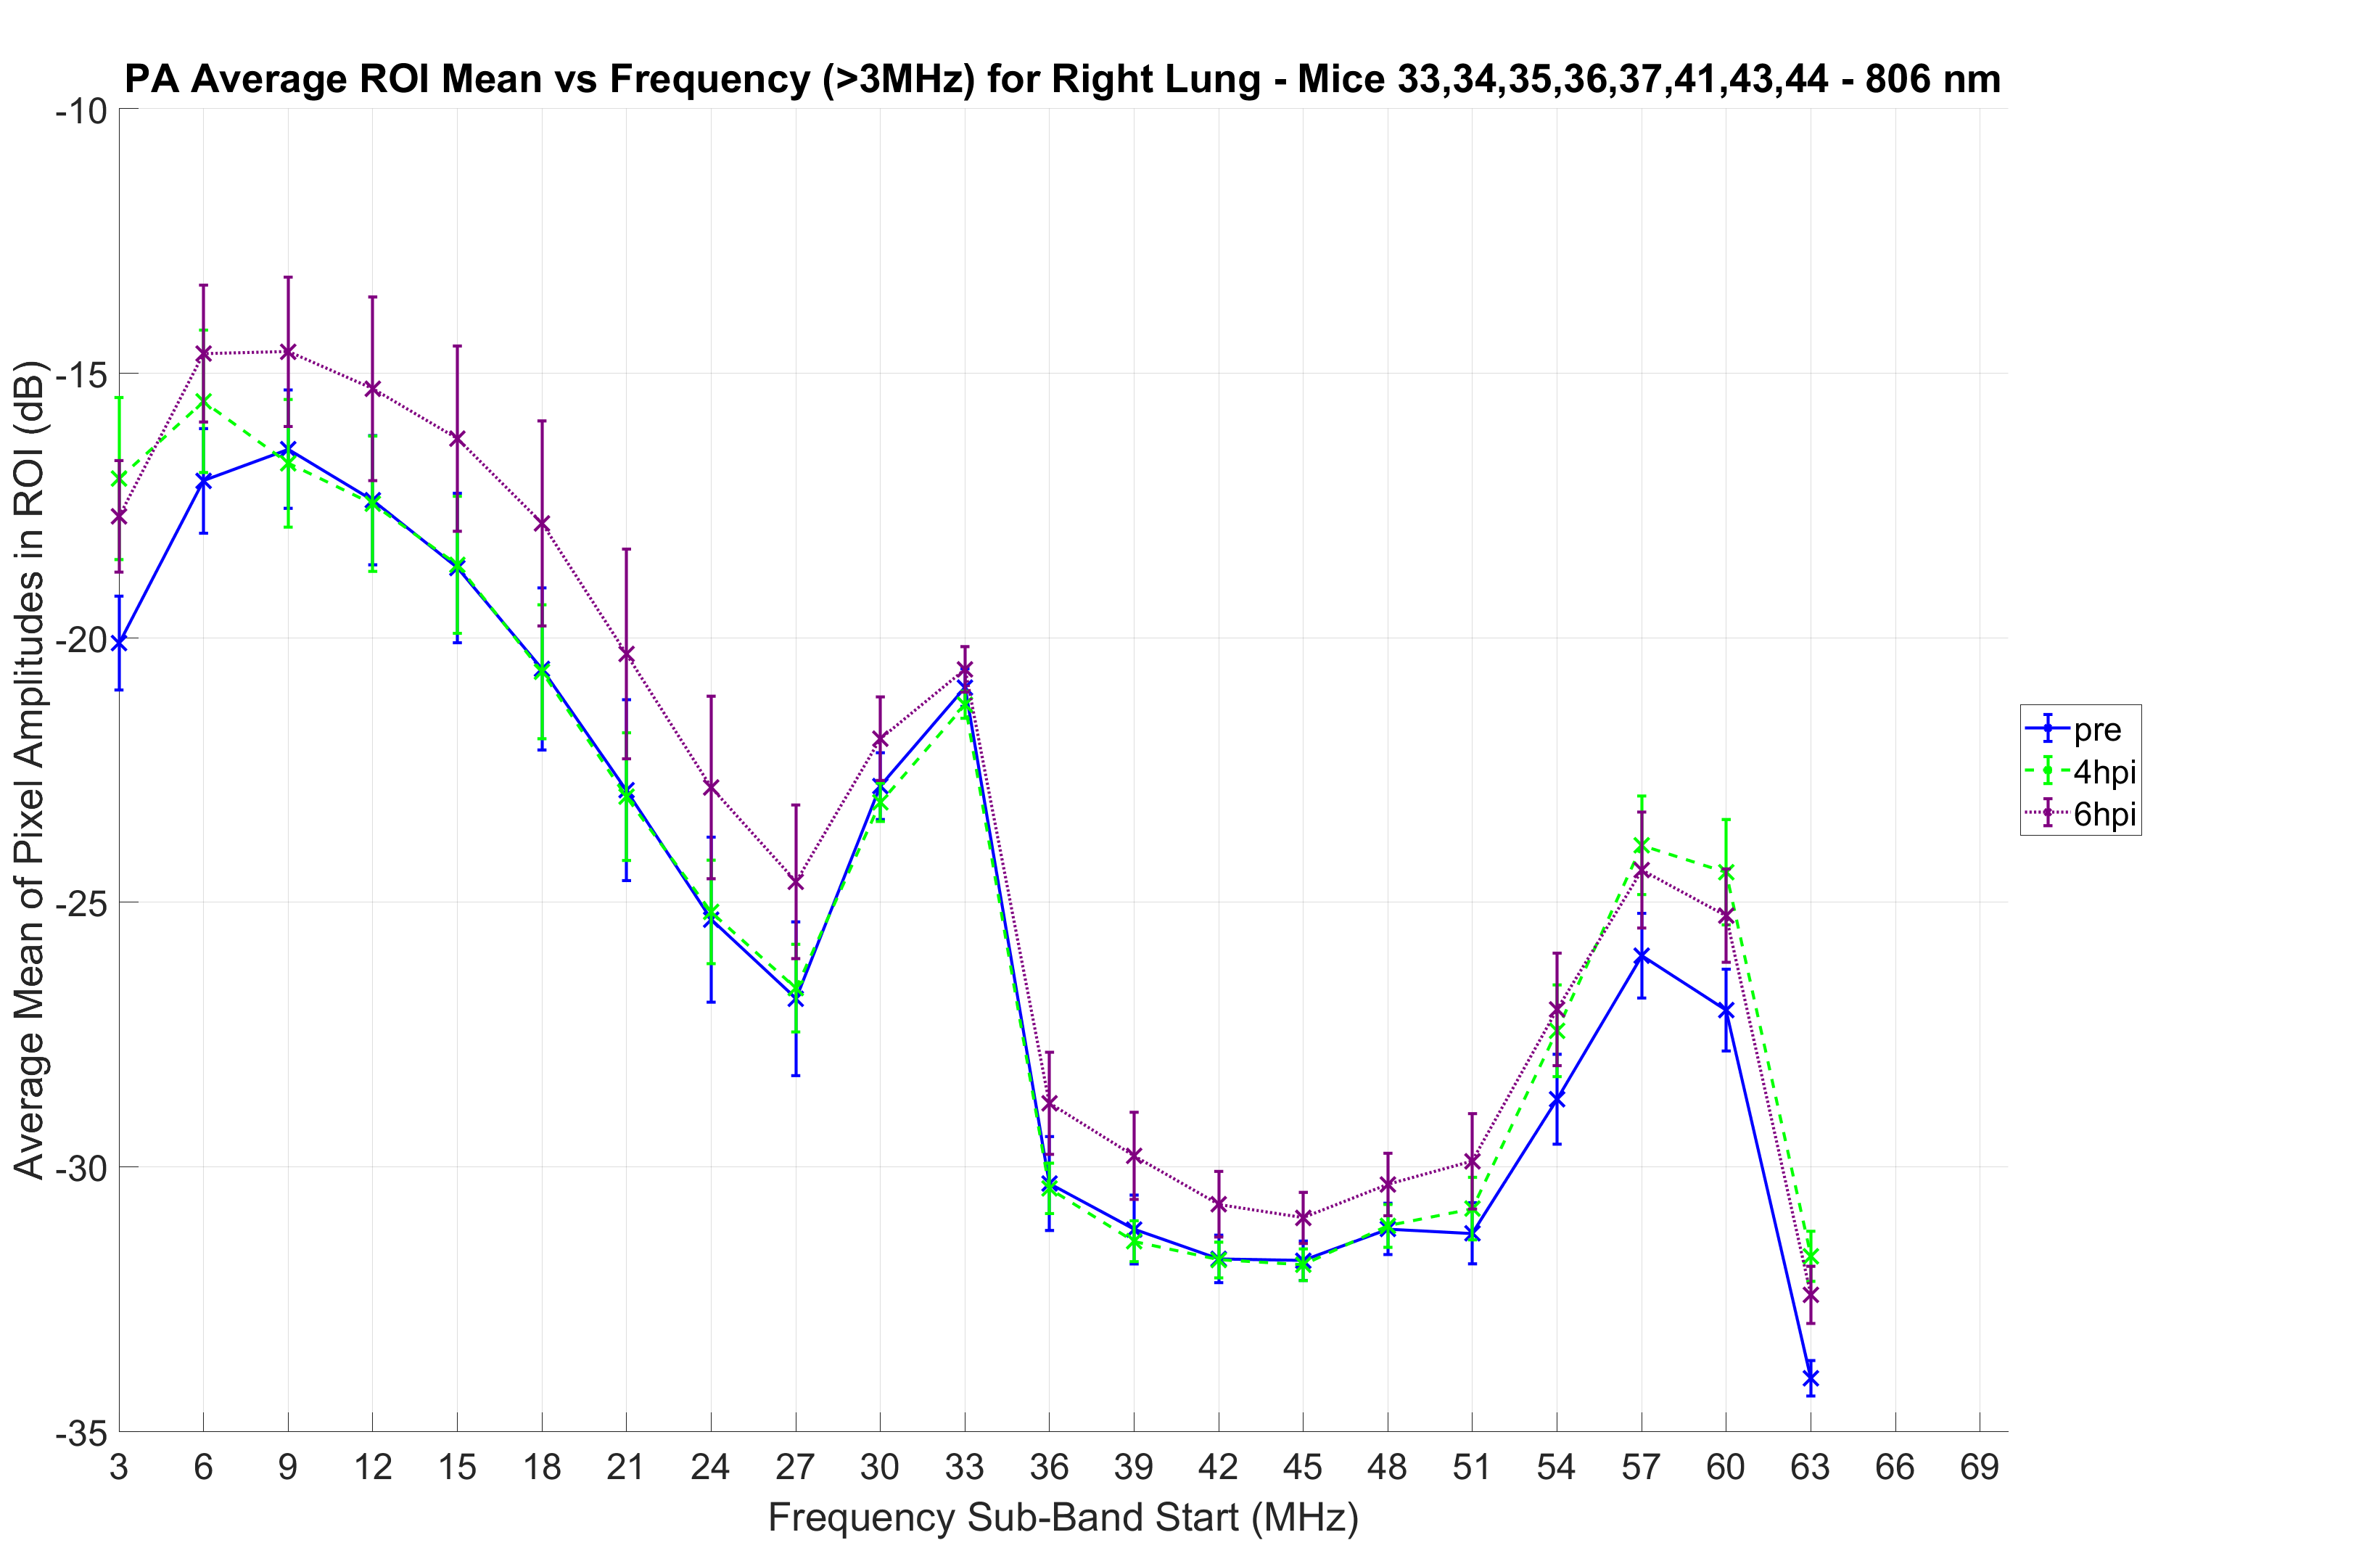 PA Average ROI Mean vs Frequency (>3MHz) for Right Lung - Mice 33,34,35,36,37,41,43,44 - 806 nm
Average Mean of Pixel Amplitudes in ROI (dB)
-10
-15
-20
-25
-30
-35
3 6 9 12 15 18 21 24 27 30 33 36 39 42 45 48 51 54 57 60 63 66 69
Frequency Sub-Band Start (MHz)
pre
4hpi
6hpi